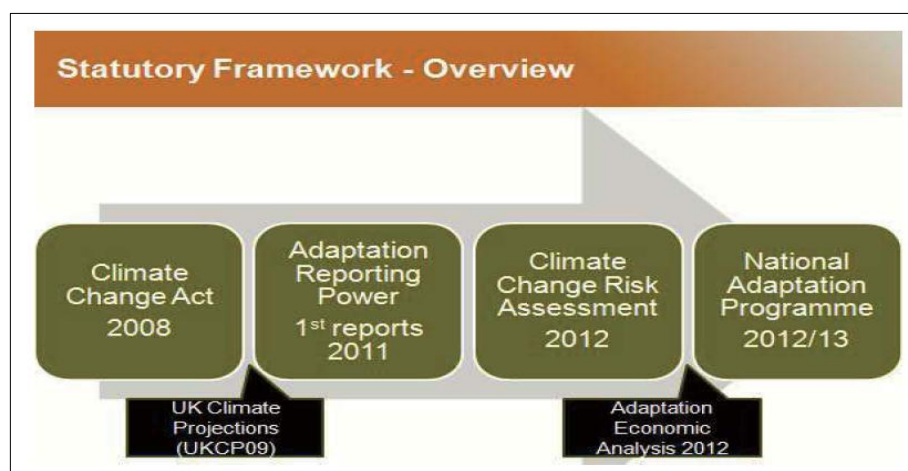 Statutory Framework - Overview
Climate
Change Act
2008
Adaptation
Reporting
Power
1st reports
2011
Climate
Change Risk
Assessment
2012
National
Adaptation
Programme
2012/13
UK Climate
Projections
(UKCP09)
Adaptation
Economic
Analysis 2012